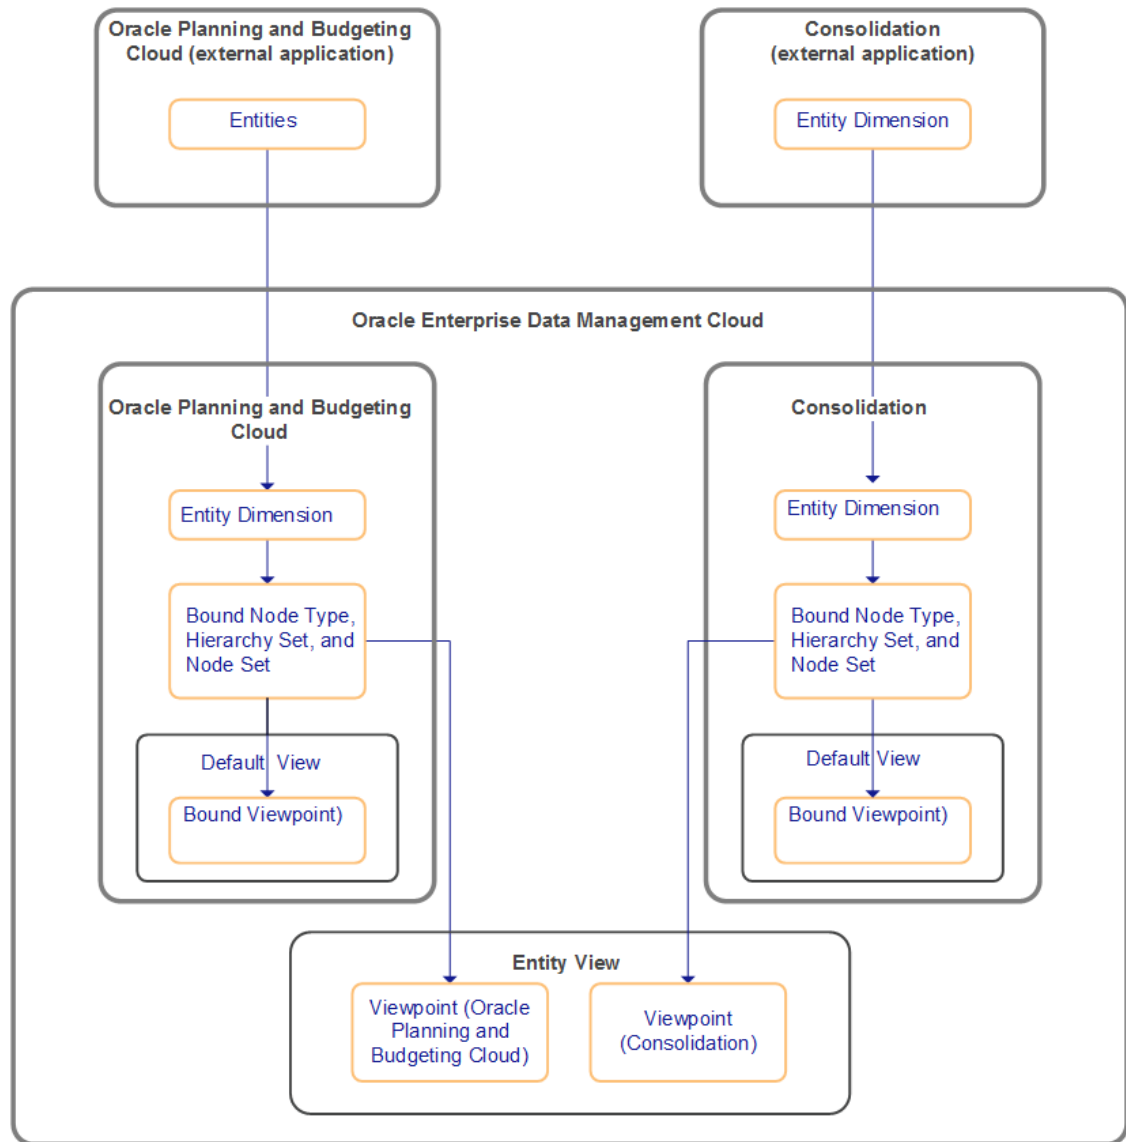 Oracle Planning and Budgeting
Cloud (external application)
Entities
Consolidation
(external application)
Entity Dimension
Oracle Enterprise Data Management Cloud
Oracle Planning and Budgeting
Cloud
Entity Dimension
Bound Node Type,
Hierarchy Set, and
Node Set
Default View
Bound Viewpoint)
Consolidation
Entity Dimension
Bound Node Type,
Hierarchy Set, and
Node Set
Default View
Bound Viewpoint)
Entity View
Viewpoint (Oracle
Planning and
Budgeting Cloud)
Viewpoint
(Consolidation)